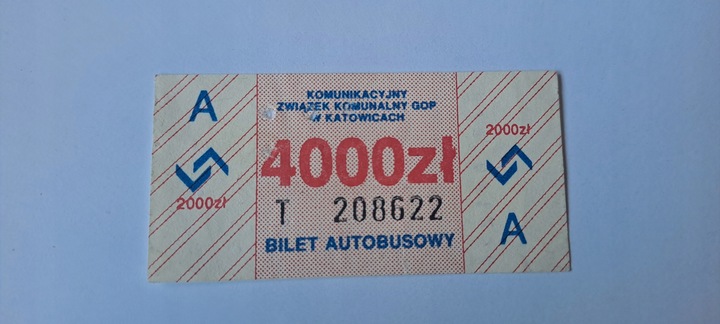 A
2000zł
KOMUNIKACYJNY
ZWIĄZEK KOMUNALNY GOP
W KATOWICACH
4000zł
T 208622
BILET AUTOBUSOWY
2000zł
A